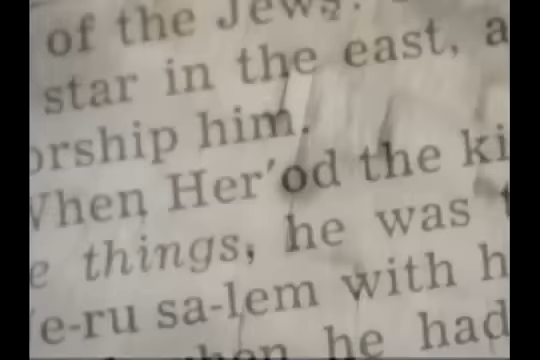 of the Jews?
star in the east, a
orship him.
When Her′od the ki
e things, he was t
e-ru sa-lem with h
when he had